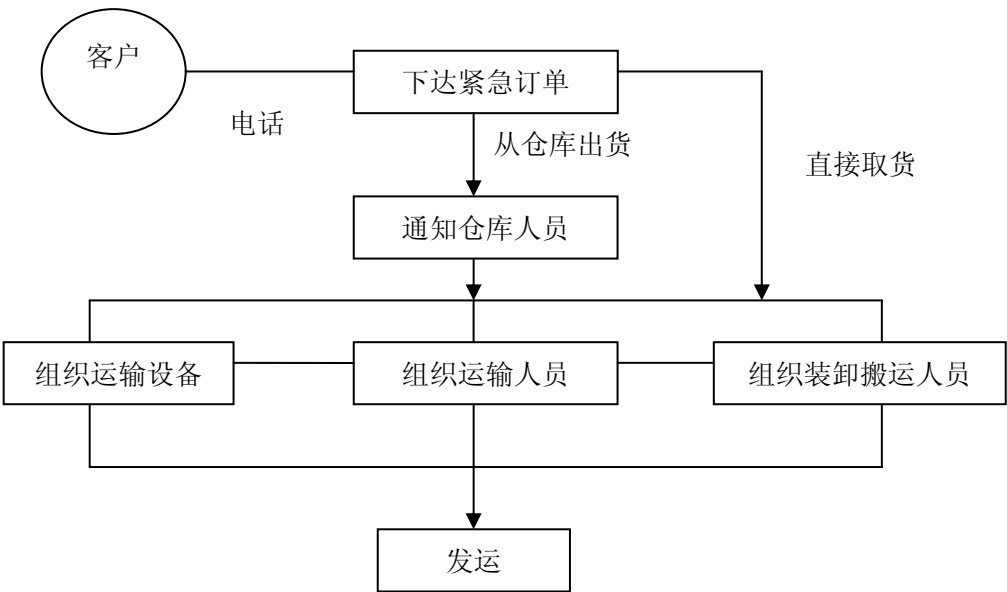 客户
下达紧急订单
电话
从仓库出货
直接取货
通知仓库人员
组织运输设备
组织运输人员
组织装卸搬运人员
发运